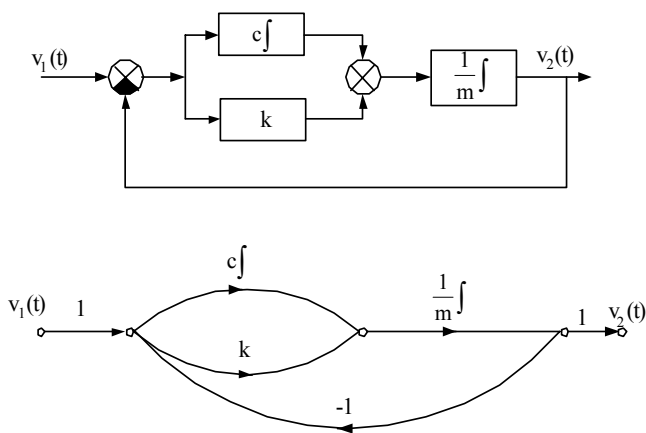 c∫
v₁(t)
1/m ∫
v₂(t)
k
c∫
v₁(t)
1
1/m ∫
1
v₂(t)
k
-1